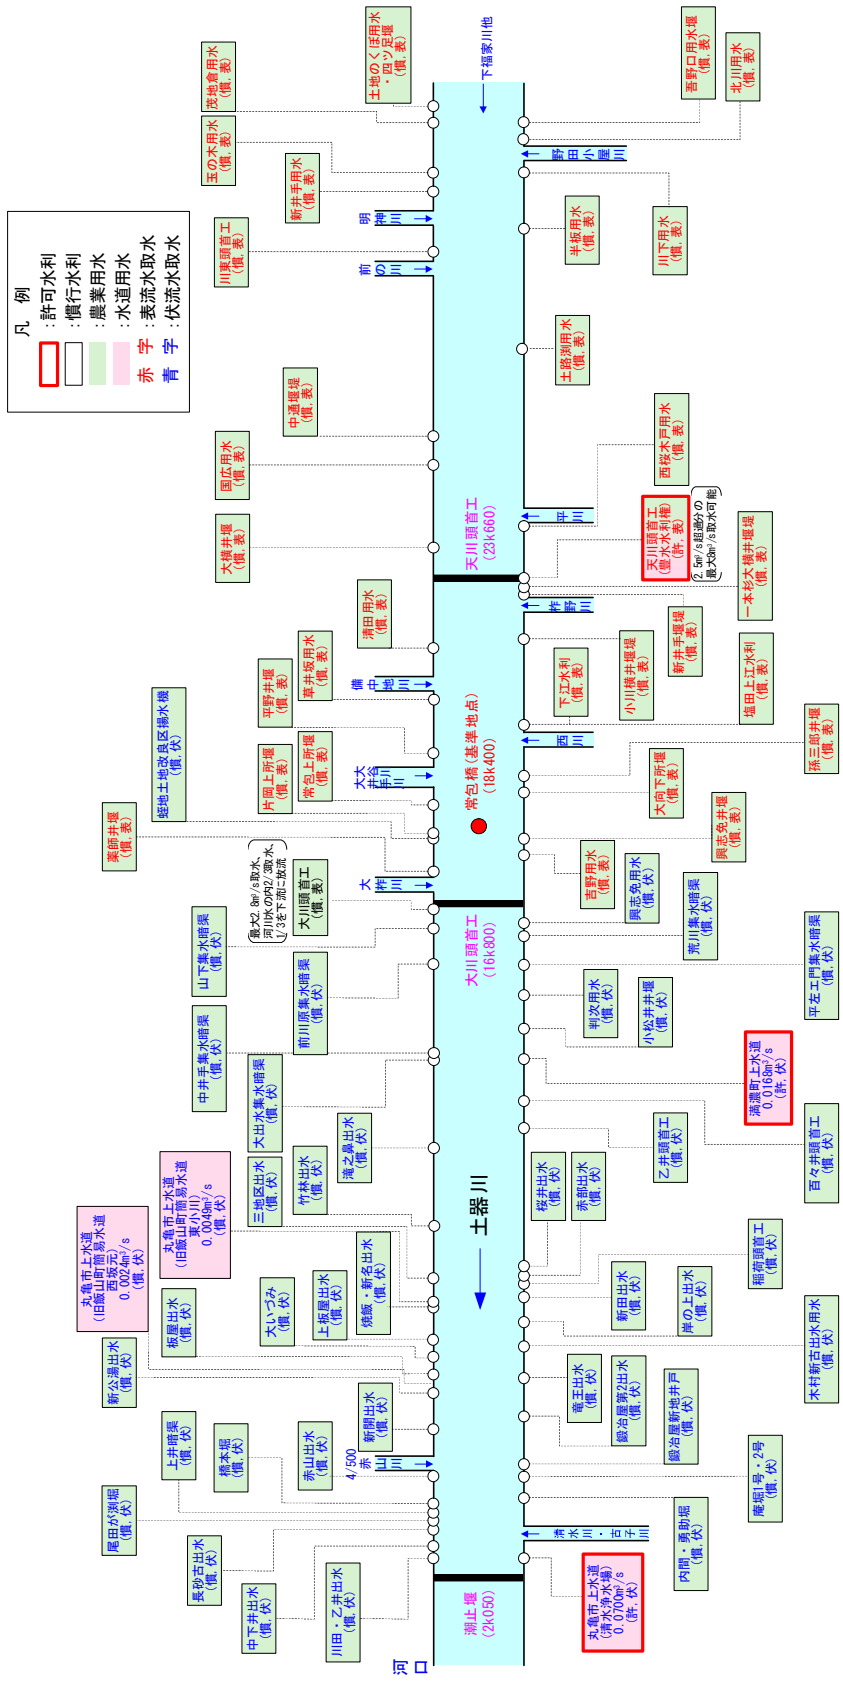 凡 例
：許可水利
：慣行水利
：農業用水
：水道用水
赤 字：表流水取水
青 字：伏流水取水
河口
土器川
潮止堰
(2k050)
大川頭首工
(16k800)
常包橋(基準地点)
(18k400)
天川頭首工
(23k660)
下福家川他
川田・乙井出水
(慣, 伏)
中下井出水
(慣, 伏)
長砂古出水
(慣, 伏)
尾田が渕堀
(慣, 伏)
上井暗渠
(慣, 伏)
橋本堀
(慣, 伏)
赤山出水
(慣, 伏)
4/500
赤山川
新開出水
(慣, 伏)
新公湯出水
(慣, 伏)
丸亀市上水道
(旧飯山町簡易水道
西坂元)
0.0024m³/s
(慣, 伏)
板屋出水
(慣, 伏)
大いづみ
(慣, 伏)
上板屋出水
(慣, 伏)
焼飯・新名出水
(慣, 伏)
丸亀市上水道
(旧飯山町簡易水道
東小川)
0.0049m³/s
(慣, 伏)
三地区出水
(慣, 伏)
竹林出水
(慣, 伏)
滝之鼻出水
(慣, 伏)
大出水集水暗渠
(慣, 伏)
中井手集水暗渠
(慣, 伏)
前川原集水暗渠
(慣, 伏)
山下集水暗渠
(慣, 伏)
大川頭首工
(慣, 表)
最大2.9m³/s取水、
河川水の内2/3取水、
1/3を下流に放流
大柞川
薬師井堰
(慣, 表)
蛭地土地改良区揚水機
(慣, 伏)
片岡上所堰
(慣, 表)
常包上所堰
(慣, 表)
大井手川
大谷川
平野井堰
(慣, 表)
草井坂用水
(慣, 表)
備中地川
清田用水
(慣, 表)
大横井堰
(慣, 表)
国広用水
(慣, 表)
中通堰堤
(慣, 表)
前の川
川東頭首工
(慣, 表)
明神川
新井手用水
(慣, 表)
玉の木用水
(慣, 表)
茂地倉用水
(慣, 表)
土地のくぼ用水
・四ツ足堰
(慣, 表)
丸亀市上水道
(清水浄水場)
0.0700m³/s
(許, 伏)
清水川・古子川
内間・勇助堀
(慣, 伏)
庵堀1号・2号
(慣, 伏)
鍛冶屋新地井戸
(慣, 伏)
鍛冶屋第2出水
(慣, 伏)
竜王出水
(慣, 伏)
木村新古出水用水
(慣, 伏)
岸の上出水
(慣, 伏)
新田出水
(慣, 伏)
稲荷頭首工
(慣, 伏)
赤部出水
(慣, 伏)
桜井出水
(慣, 伏)
乙井頭首工
(慣, 伏)
百々井頭首工
(慣, 伏)
満濃町上水道
0.0168m³/s
(許, 伏)
小松井井堰
(慣, 伏)
判次用水
(慣, 伏)
平左エ門集水暗渠
(慣, 伏)
荒川集水暗渠
(慣, 伏)
興志免用水
(慣, 伏)
吉野用水
(慣, 表)
興志免井堰
(慣, 表)
大向下所堰
(慣, 表)
孫三郎井堰
(慣, 表)
西川
下江水利
(慣, 表)
塩田上江水利
(慣, 表)
小川横井堰堤
(慣, 表)
柞野川
新井手堰堤
(慣, 表)
一本杉大横井堰堤
(慣, 表)
天川頭首工
(豊水水利権)
(許, 表)
2.5m³/s超過分の
最大8m³/s取水可能
平川
西桜木戸用水
(慣, 表)
土路渕用水
(慣, 表)
半板用水
(慣, 表)
川下用水
(慣, 表)
野田小屋川
北川用水
(慣, 表)
吾野口用水堰
(慣, 表)